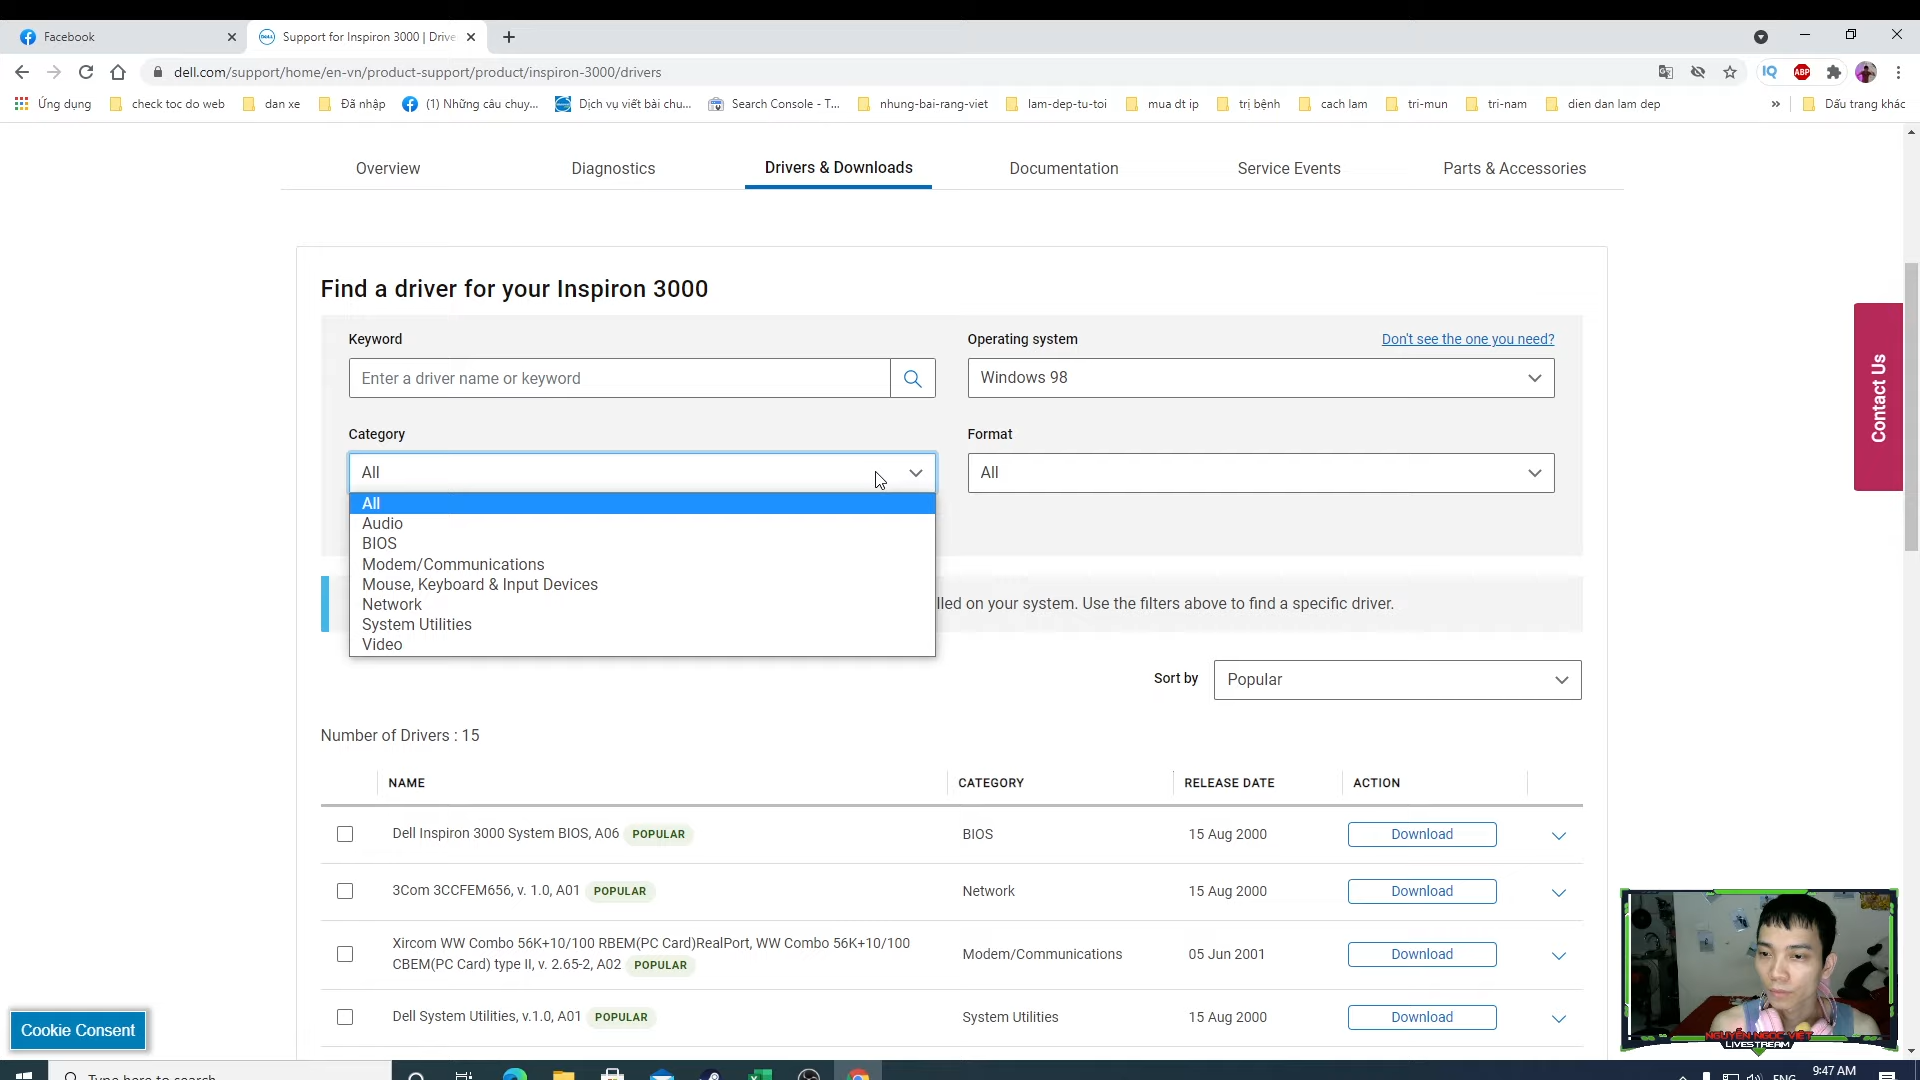 Facebook
Support for Inspiron 3000 | Drive
dell.com/support/home/en-vn/product-support/product/inspiron-3000/drivers
IQ
ABP
Ứng dụng
check toc do web
dan xe
Đã nhập
(1) Những câu chuy...
Dịch vụ viết bài chu...
Search Console - T...
nhung-bai-rang-viet
lam-dep-tu-toi
mua dt ip
trị bệnh
cach lam
tri-mun
tri-nam
dien dan lam dep
»
Dấu trang khác
Overview
Diagnostics
Drivers & Downloads
Documentation
Service Events
Parts & Accessories
Find a driver for your Inspiron 3000
Keyword
Operating system
Don't see the one you need?
Enter a driver name or keyword
Windows 98
Category
Format
All
All
All
Audio
BIOS
Modem/Communications
Mouse, Keyboard & Input Devices
Network
System Utilities
Video
lled on your system. Use the filters above to find a specific driver.
Contact Us
Sort by
Popular
Number of Drivers : 15
NAME
CATEGORY
RELEASE DATE
ACTION
Dell Inspiron 3000 System BIOS, A06 POPULAR
BIOS
15 Aug 2000
Download
3Com 3CCFEM656, v. 1.0, A01 POPULAR
Network
15 Aug 2000
Download
Xircom WW Combo 56K+10/100 RBEM(PC Card)RealPort, WW Combo 56K+10/100
CBEM(PC Card) type II, v. 2.65-2, A02 POPULAR
Modem/Communications
05 Jun 2001
Download
Dell System Utilities, v.1.0, A01 POPULAR
System Utilities
15 Aug 2000
Download
Cookie Consent
NGUYỄN NGỌC VIỆT
LIVESTREAM
Type here to search
ENG
9:47 AM